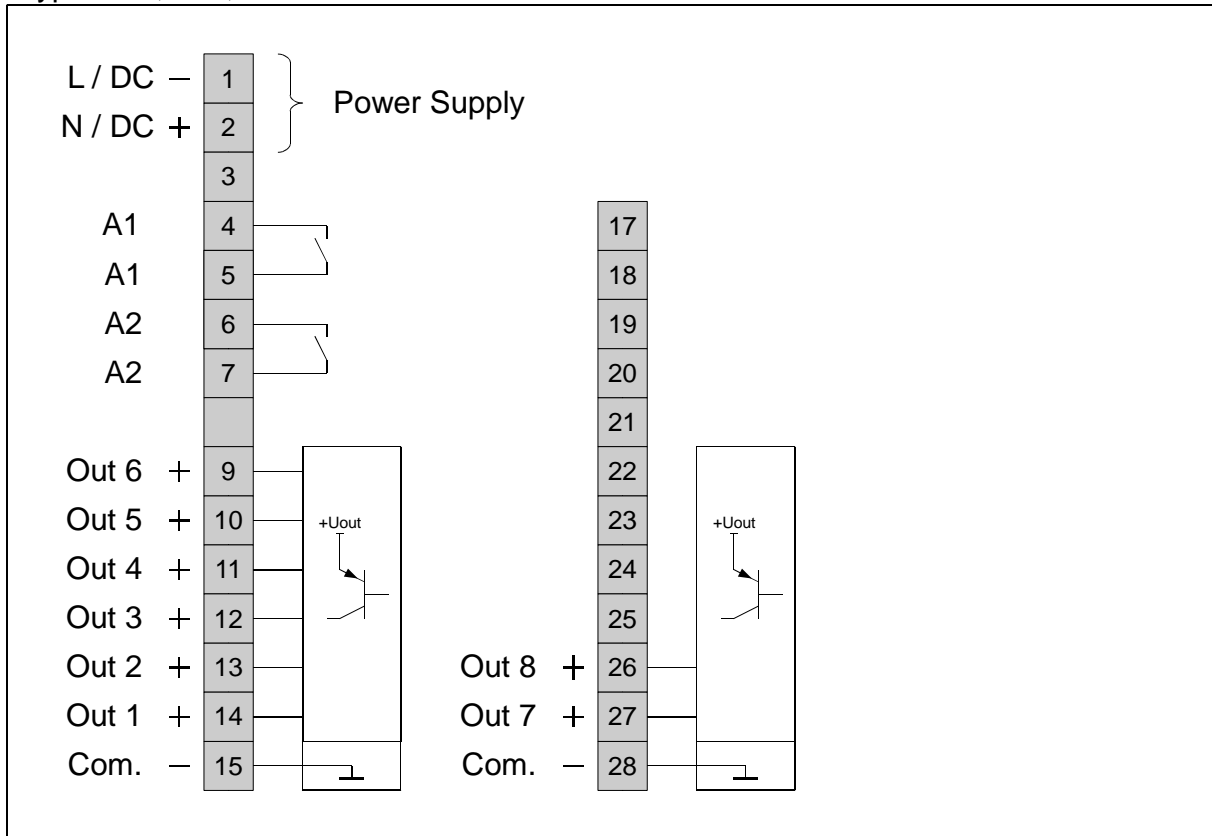 L / DC − 1
N / DC + 2
Power Supply
3
A1 4
A1 5
A2 6
A2 7
Out 6 + 9
Out 5 + 10
Out 4 + 11
Out 3 + 12
Out 2 + 13
Out 1 + 14
Com. − 15
+Uout
17
18
19
20
21
22
23
24
25
Out 8 + 26
Out 7 + 27
Com. − 28
+Uout